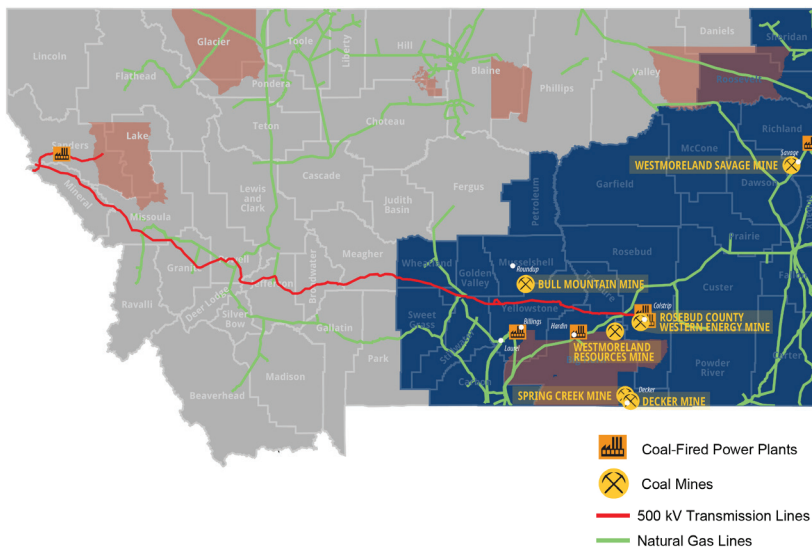 Glacier
Toole
Liberty
Hill
Daniels
Sheridan
Lincoln
Flathead
Pondera
Blaine
Valley
Phillips
Teton
Choteau
Richland
McCone
Savage
Sanders
Lake
WESTMORELAND SAVAGE MINE
Mineral
Cascade
Fergus
Petroleum
Garfield
Dawson
Lewis
and
Clark
Judith
Basin
Missoula
Prairie
Meagher
Rosebud
Wheatland
Musselshell
Roundup
Golden
Valley
BULL MOUNTAIN MINE
Custer
Broadwater
Ravalli
Deer Lodge
Silver
Bow
Gallatin
Sweet
Grass
Yellowstone
Billings
Hardin
Laurel
Colstrip
ROSEBUD COUNTY
WESTERN ENERGY MINE
WESTMORELAND
RESOURCES MINE
Park
Powder
River
Carter
Madison
Beaverhead
Decker
SPRING CREEK MINE
DECKER MINE
Coal-Fired Power Plants
Coal Mines
500 kV Transmission Lines
Natural Gas Lines